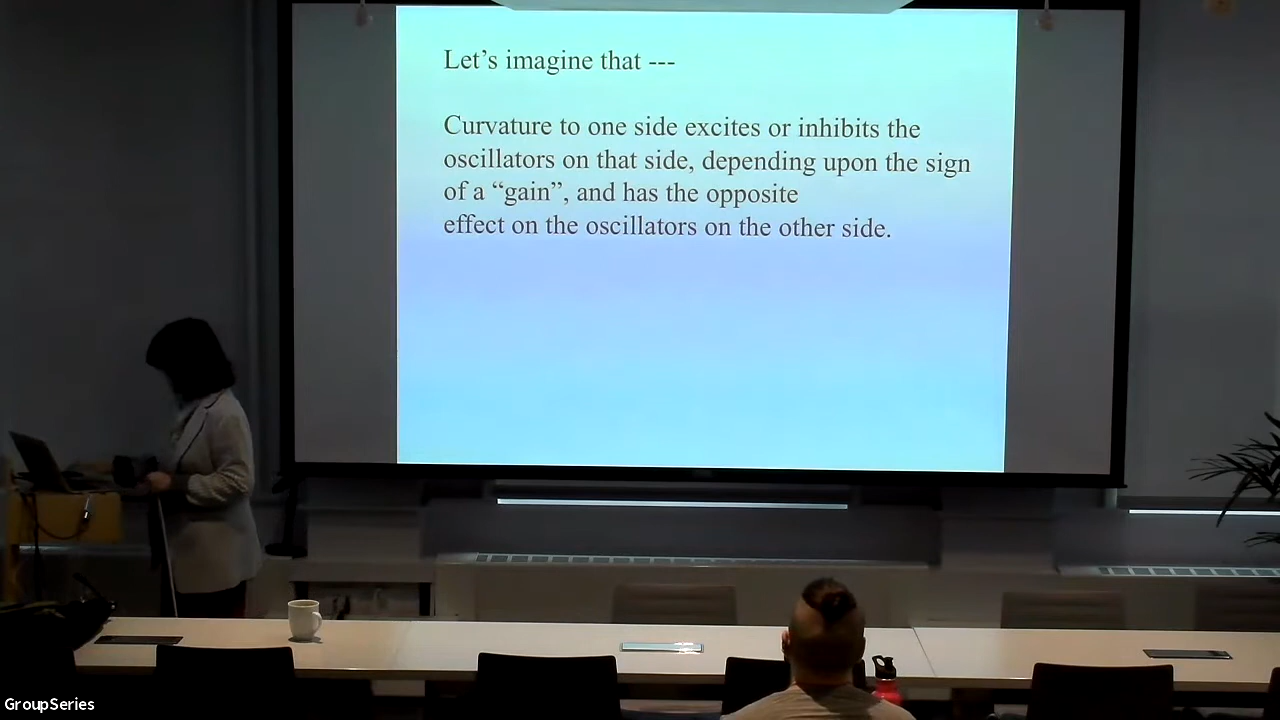 Let’s imagine that ---
Curvature to one side excites or inhibits the
oscillators on that side, depending upon the sign
of a “gain”, and has the opposite
effect on the oscillators on the other side.
GroupSeries